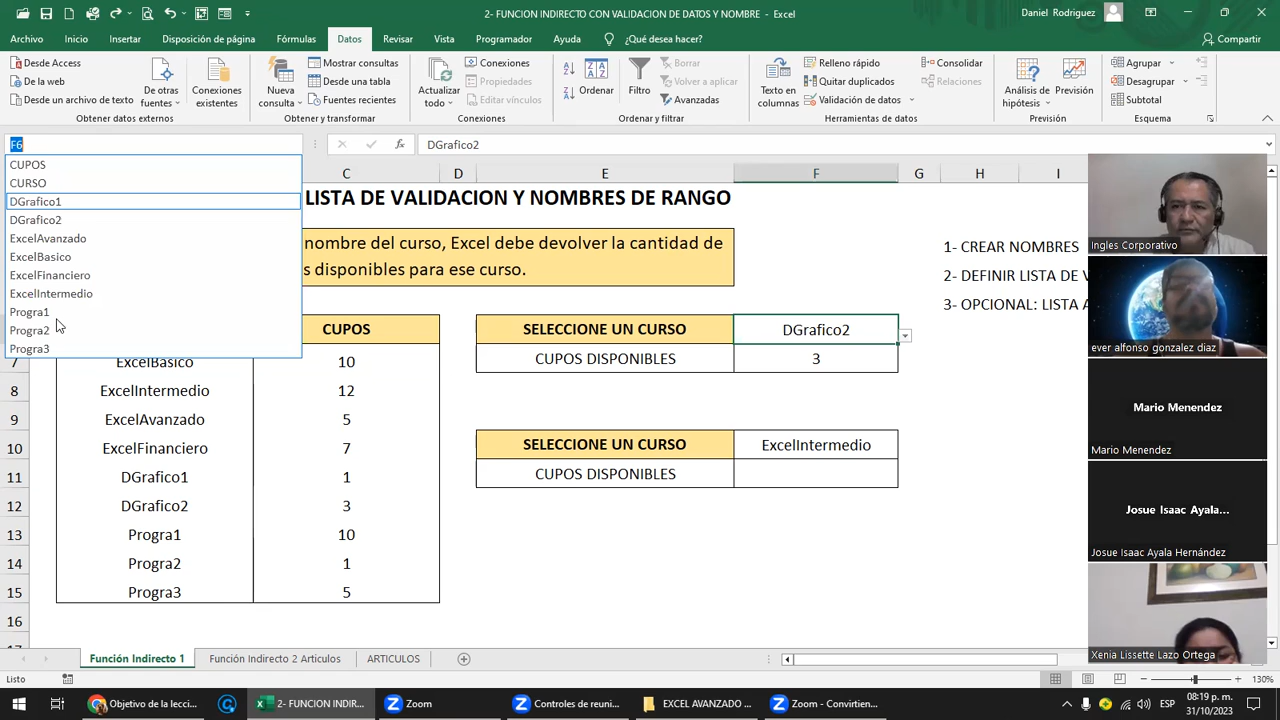 2- FUNCION INDIRECTO CON VALIDACION DE DATOS Y NOMBRE - Excel
Daniel Rodriguez
Archivo Inicio Insertar Disposición de página Fórmulas Datos Revisar Vista Programador Ayuda ¿Qué desea hacer? Compartir
Desde Access
De la web
Desde un archivo de texto
De otras fuentes
Conexiones existentes
Obtener datos externos
Nueva consulta
Mostrar consultas
Desde una tabla
Fuentes recientes
Obtener y transformar
Actualizar todo
Conexiones
Propiedades
Editar vínculos
Conexiones
Ordenar
Filtro
Borrar
Volver a aplicar
Avanzadas
Ordenar y filtrar
Texto en columnas
Relleno rápido
Quitar duplicados
Validación de datos
Consolidar
Relaciones
Herramientas de datos
Análisis de hipótesis
Previsión
Previsión
Agrupar
Desagrupar
Subtotal
Esquema
F6
DGrafico2
CUPOS
CURSO
DGrafico1
DGrafico2
ExcelAvanzado
ExcelBasico
ExcelFinanciero
ExcelIntermedio
Progra1
Progra2
Progra3
C D E F G H I
LISTA DE VALIDACION Y NOMBRES DE RANGO
nombre del curso, Excel debe devolver la cantidad de
s disponibles para ese curso.
1- CREAR NOMBRES
2- DEFINIR LISTA DE V
3- OPCIONAL: LISTA A
CUPOS
SELECCIONE UN CURSO DGrafico2
CUPOS DISPONIBLES 3
7 ExcelBasico 10
8 ExcelIntermedio 12
9 ExcelAvanzado 5
10 ExcelFinanciero 7
SELECCIONE UN CURSO ExcelIntermedio
11 DGrafico1 1
CUPOS DISPONIBLES
12 DGrafico2 3
13 Progra1 10
14 Progra2 1
15 Progra3 5
16
Ingles Corporativo
ever alfonso gonzalez diaz
Mario Menendez
Mario Menendez
Josue Isaac Ayala...
Josue Isaac Ayala Hernández
Xenia Lissette Lazo Ortega
Función Indirecto 1 Función Indirecto 2 Articulos ARTICULOS
Listo
130%
Objetivo de la lecci...
2- FUNCION INDIR...
Zoom
Controles de reuni...
EXCEL AVANZADO ...
Zoom - Convirtien...
ESP
08:19 p. m.
31/10/2023